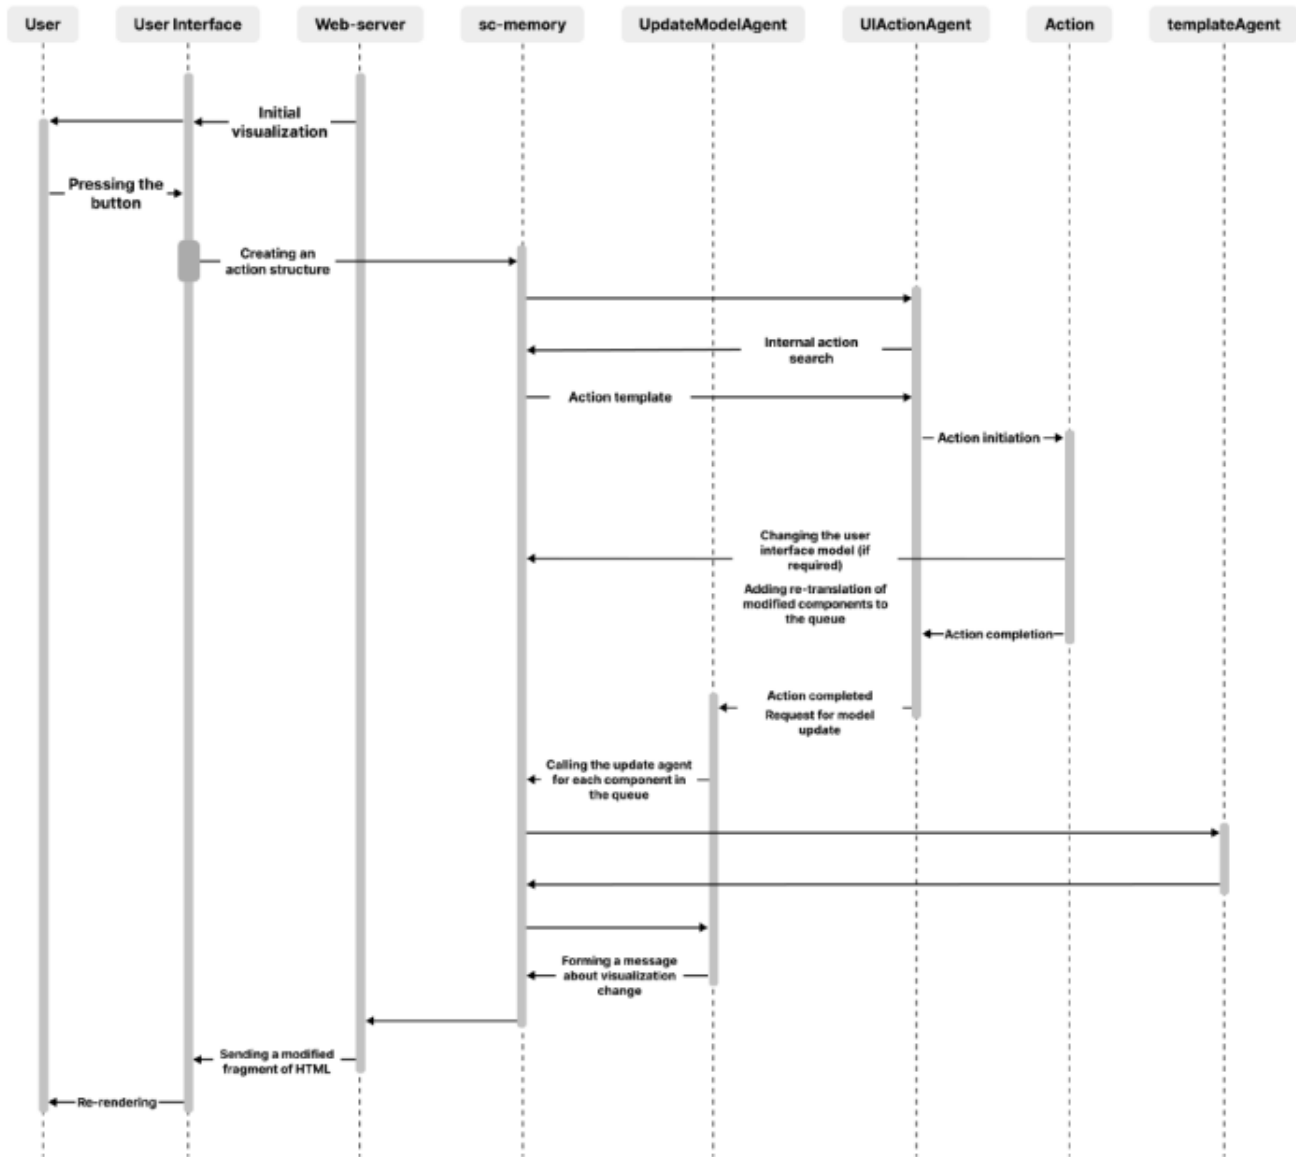 User
User Interface
Web-server
sc-memory
UpdateModelAgent
UIActionAgent
Action
templateAgent
Initial
visualization
Pressing the
button
Creating an
action structure
Internal action
search
Action template
Action initiation
Changing the user
interface model (if
required)
Adding re-translation of
modified components to
the queue
Action completion
Action completed
Request for model
update
Calling the update agent
for each component in
the queue
Forming a message
about visualization
change
Sending a modified
fragment of HTML
Re-rendering